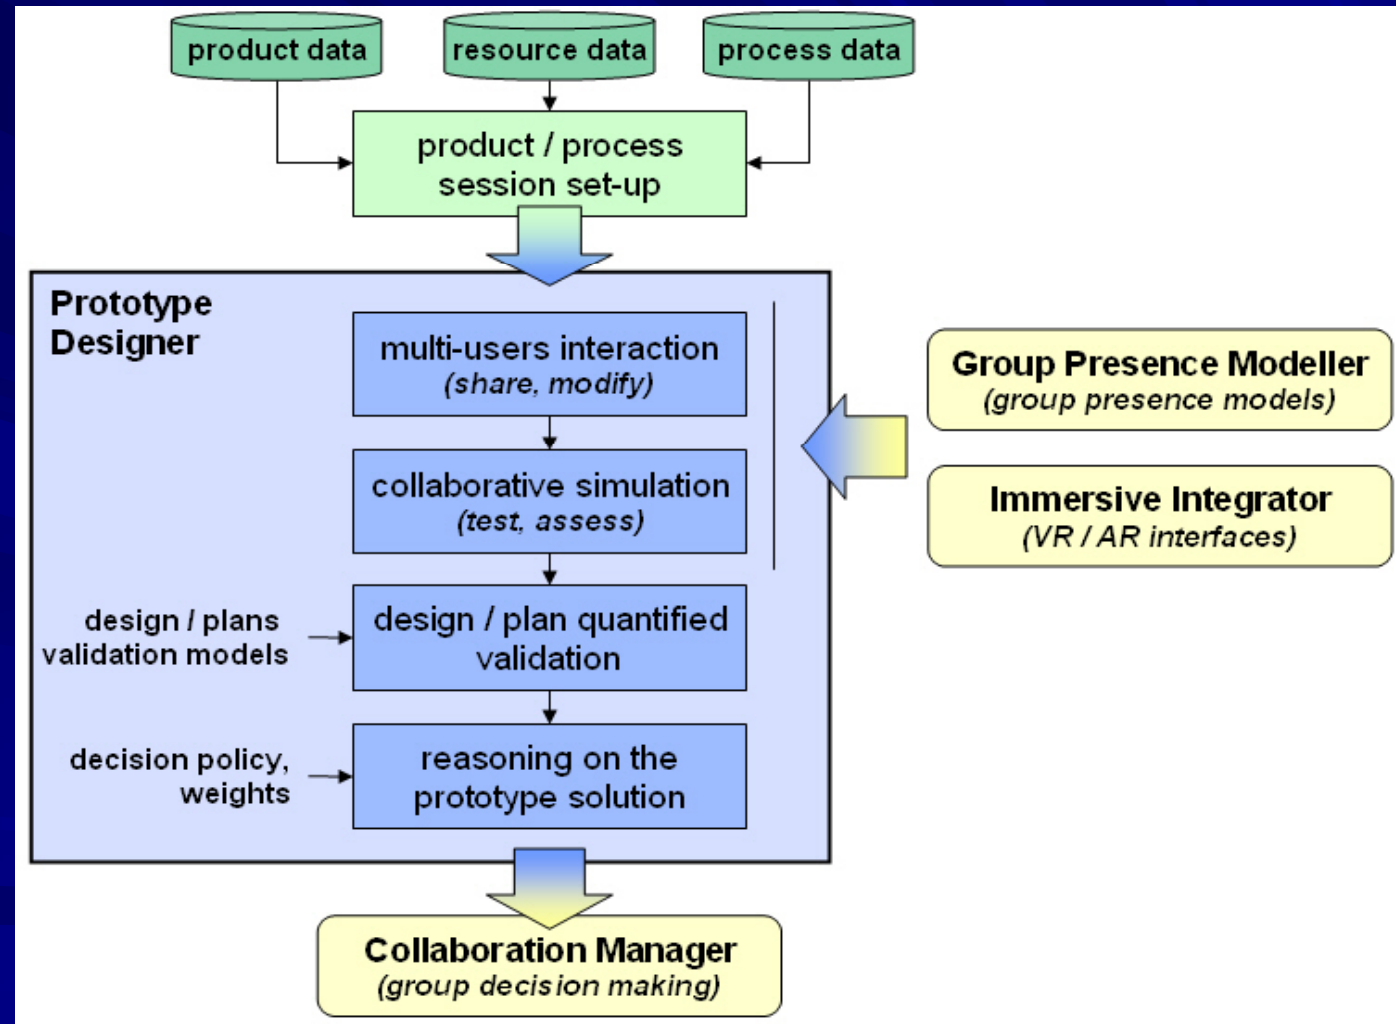 product data
resource data
process data
product / process
session set-up
Prototype
Designer
multi-users interaction
(share, modify)
Group Presence Modeller
(group presence models)
collaborative simulation
(test, assess)
Immersive Integrator
(VR / AR interfaces)
design / plans
validation models
design / plan quantified
validation
decision policy,
weights
reasoning on the
prototype solution
Collaboration Manager
(group decision making)